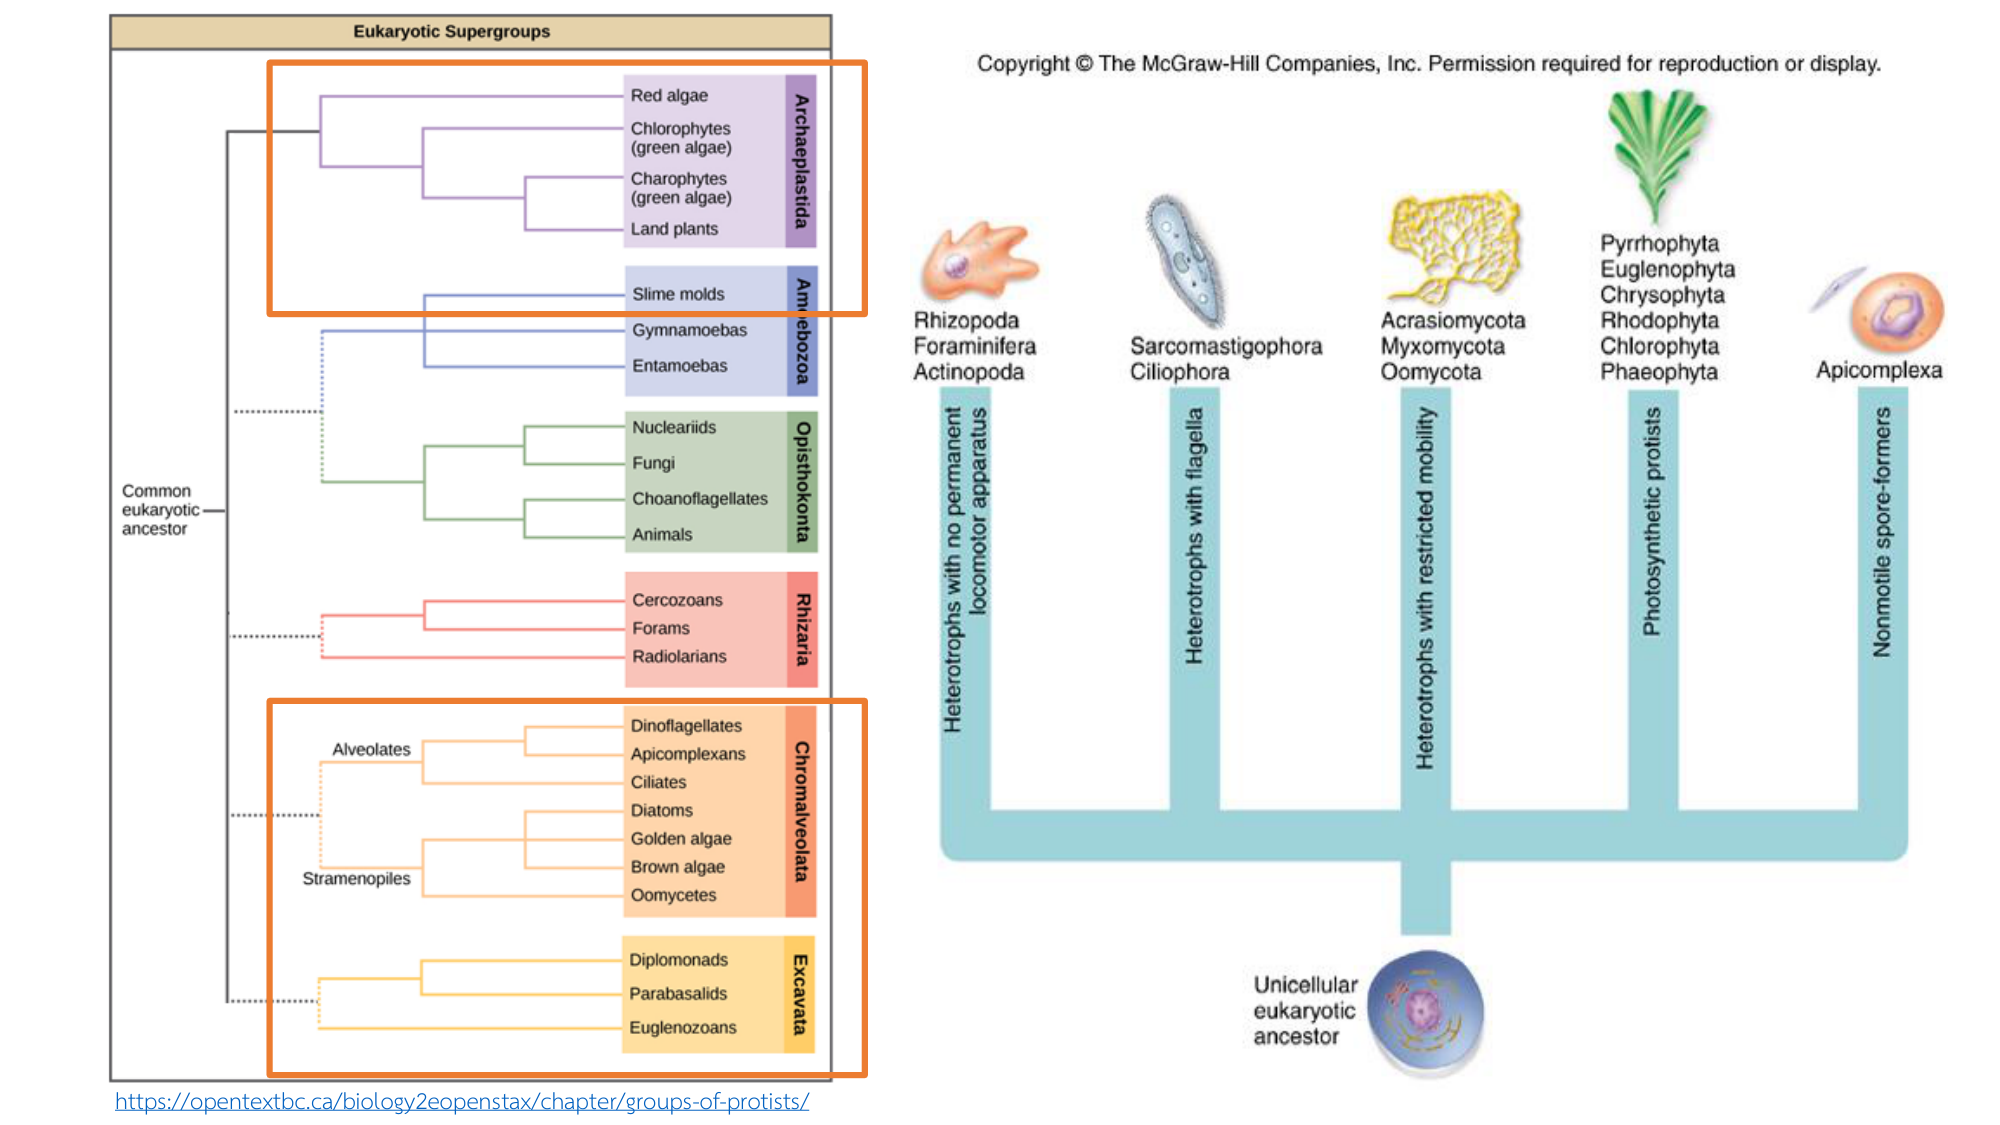 Eukaryotic Supergroups
Red algae
Chlorophytes
(green algae)
Charophytes
(green algae)
Land plants
Archaeplastida
Slime molds
Gymnamoebas
Entamoebas
Amoebozoa
Nucleariids
Fungi
Choanoflagellates
Animals
Opisthokonta
Common
eukaryotic
ancestor
Cercozoans
Forams
Radiolarians
Rhizaria
Alveolates
Stramenopiles
Dinoflagellates
Apicomplexans
Ciliates
Diatoms
Golden algae
Brown algae
Oomycetes
Chromalveolata
Diplomonads
Parabasalids
Euglenozoans
Excavata
https://opentextbc.ca/biology2eopenstax/chapter/groups-of-protists/
Copyright © The McGraw-Hill Companies, Inc. Permission required for reproduction or display.
Rhizopoda
Foraminifera
Actinopoda
Heterotrophs with no permanent
locomotor apparatus
Sarcomastigophora
Ciliophora
Heterotrophs with flagella
Acrasiomycota
Myxomycota
Oomycota
Heterotrophs with restricted mobility
Pyrrhophyta
Euglenophyta
Chrysophyta
Rhodophyta
Chlorophyta
Phaeophyta
Photosynthetic protists
Apicomplexa
Nonmotile spore-formers
Unicellular
eukaryotic
ancestor